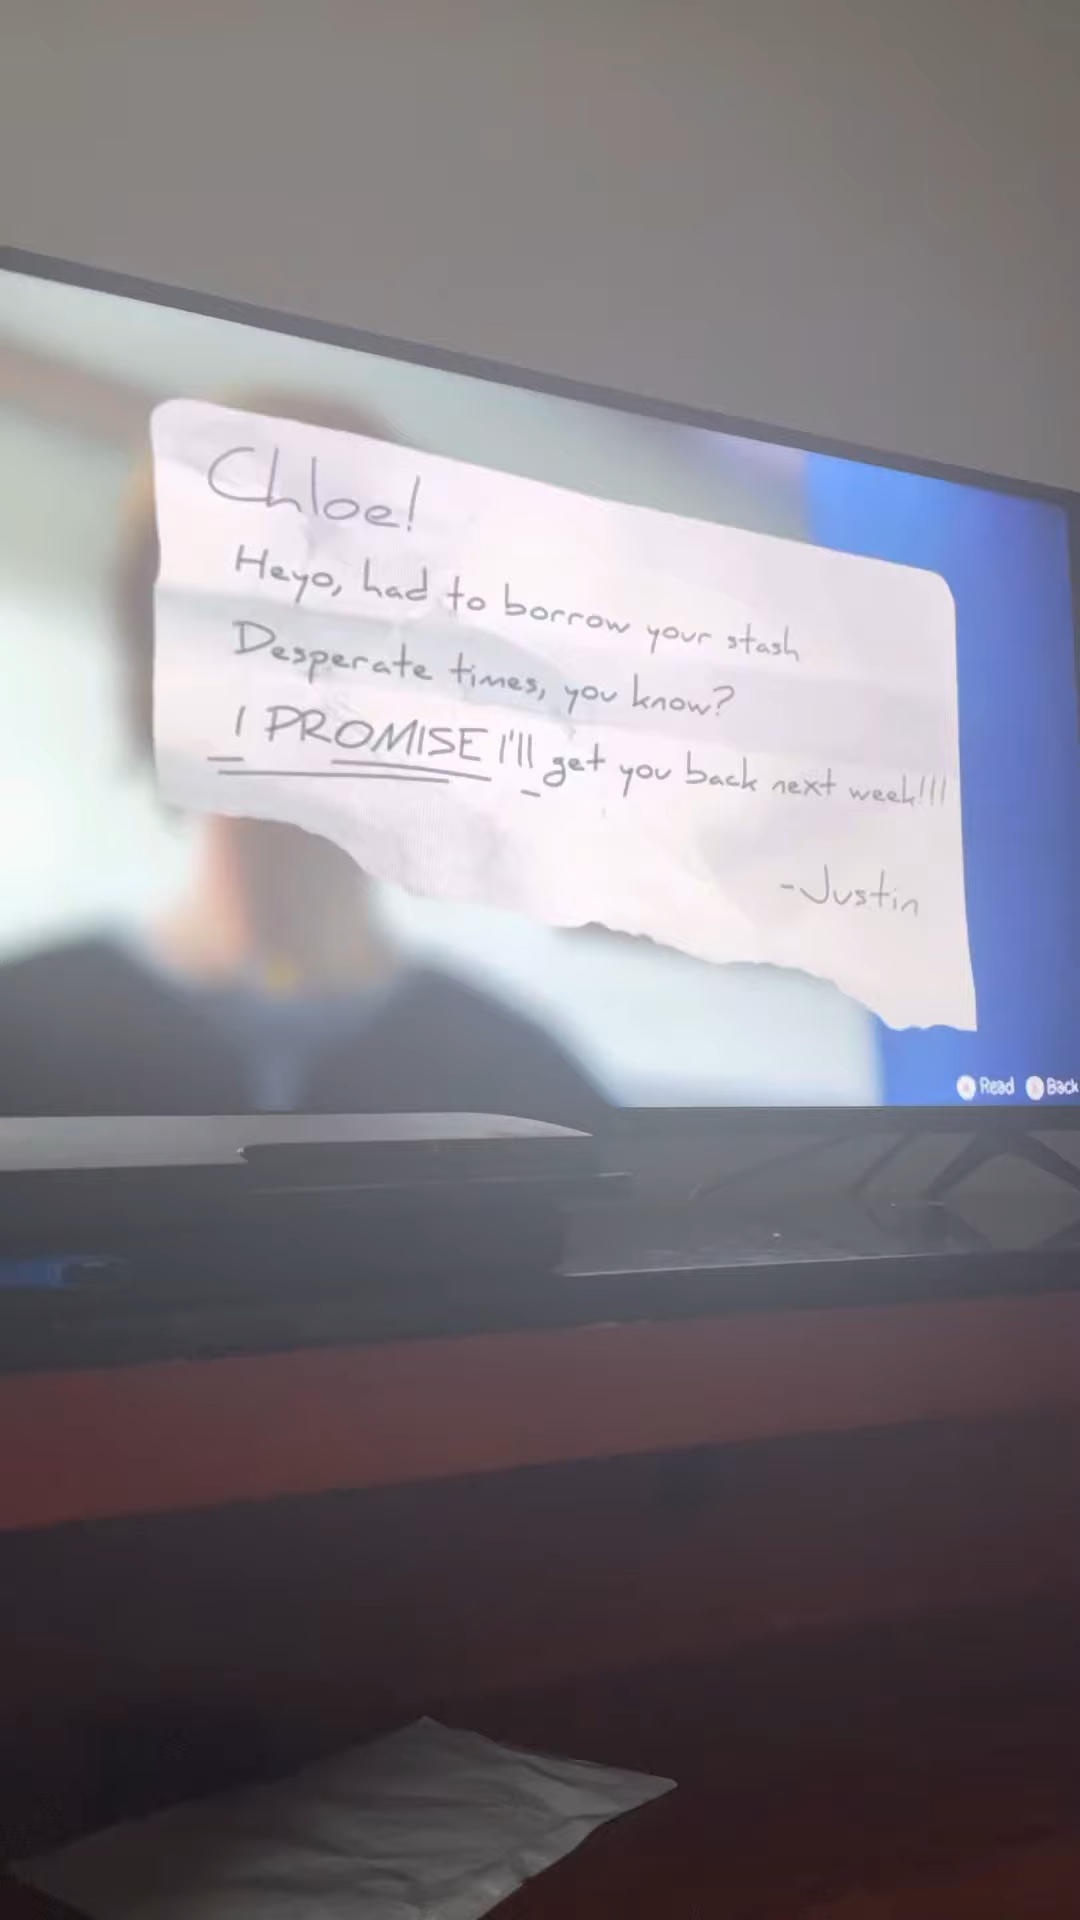 Chloe!
Heyo, had to borrow your stash
Desperate times, you know?
I PROMISE I'll get you back next week!!!
-Justin
Read Back